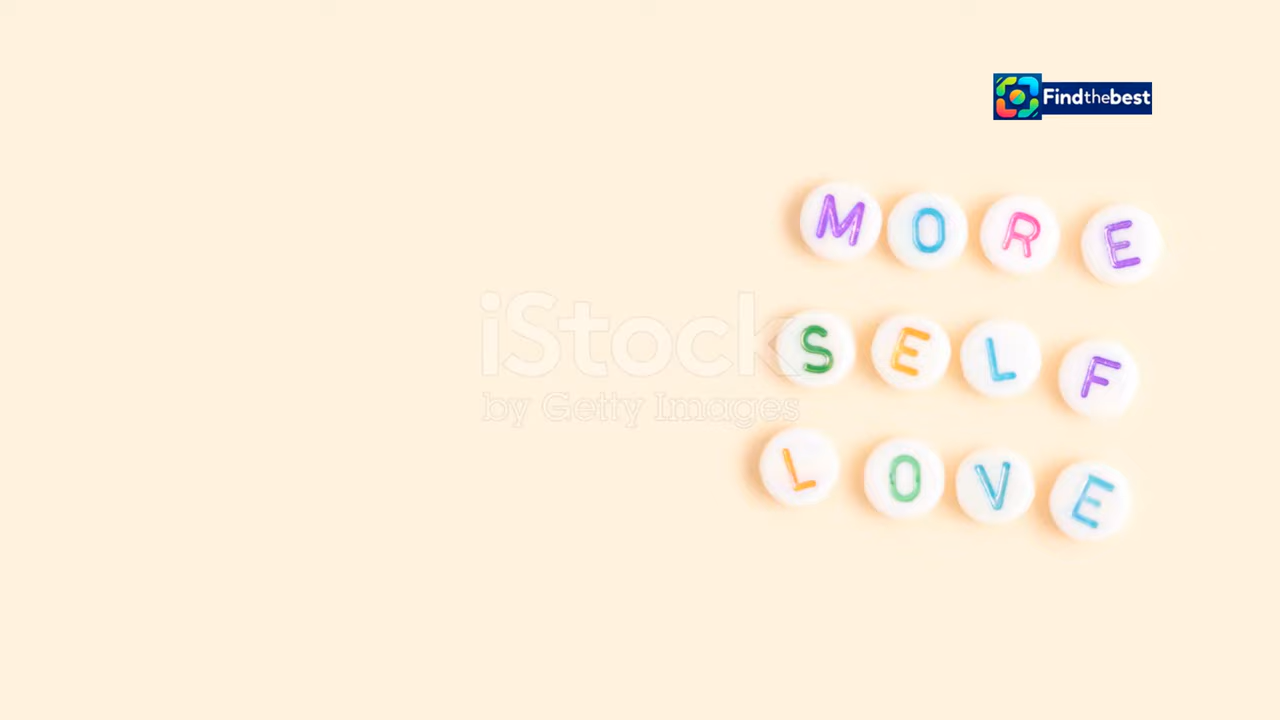 Findthebest
MORE
SELF
LOVE
iStock
by Getty Images